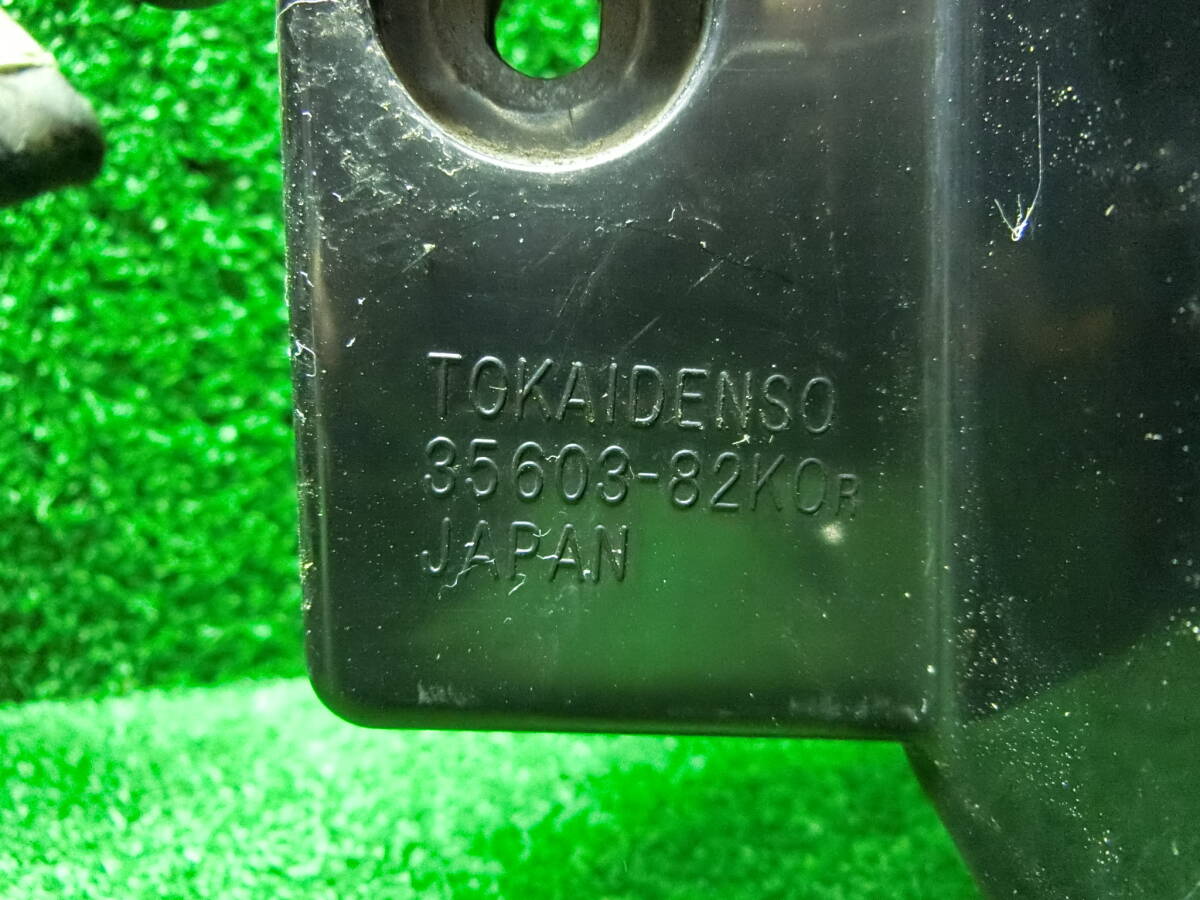 TOKAIDENSO
35603-82K0R
JAPAN